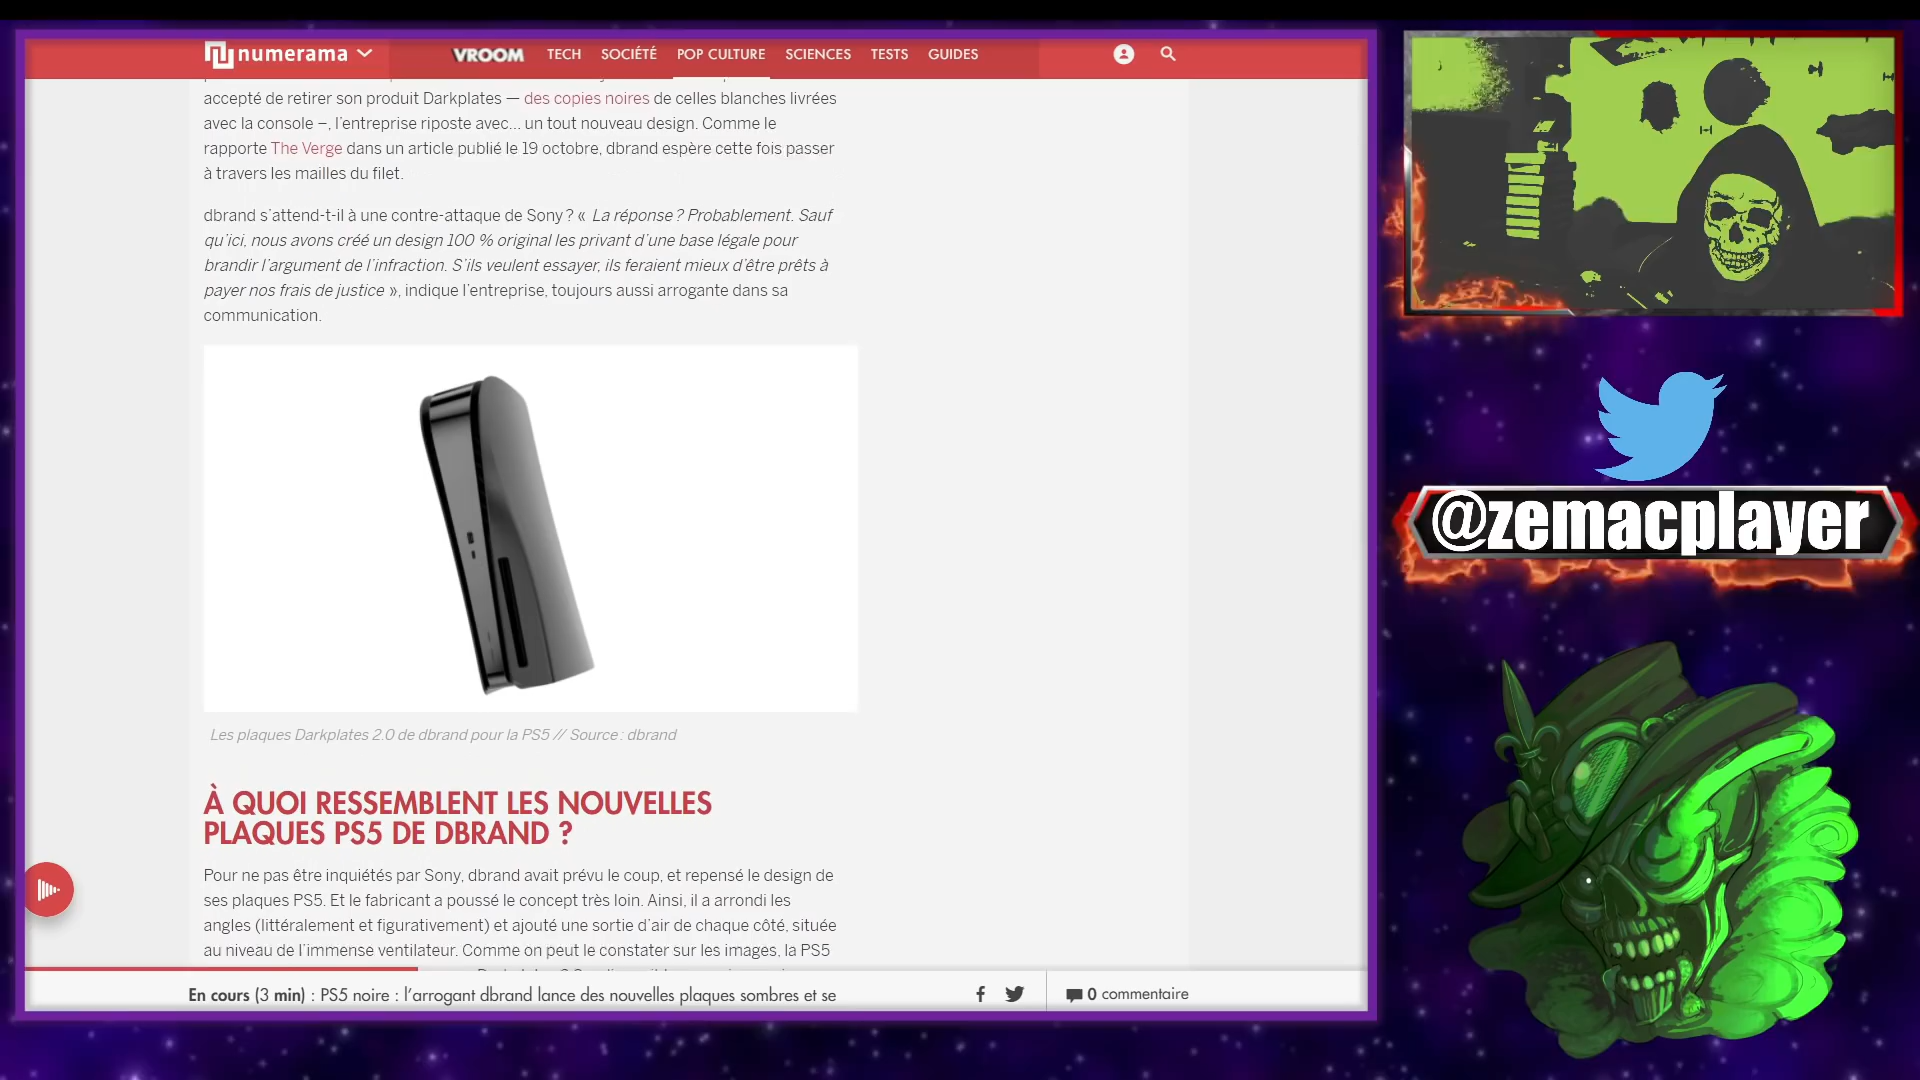 numerama
VROOM TECH SOCIÉTÉ POP CULTURE SCIENCES TESTS GUIDES
accepté de retirer son produit Darkplates — des copies noires de celles blanches livrées
avec la console –, l’entreprise riposte avec… un tout nouveau design. Comme le
rapporte The Verge dans un article publié le 19 octobre, dbrand espère cette fois passer
à travers les mailles du filet.
dbrand s’attend-t-il à une contre-attaque de Sony ? « La réponse ? Probablement. Sauf
qu’ici, nous avons créé un design 100 % original les privant d’une base légale pour
brandir l’argument de l’infraction. S’ils veulent essayer, ils feraient mieux d’être prêts à
payer nos frais de justice », indique l’entreprise, toujours aussi arrogante dans sa
communication.
Les plaques Darkplates 2.0 de dbrand pour la PS5 // Source : dbrand
À QUOI RESSEMBLENT LES NOUVELLES
PLAQUES PS5 DE DBRAND ?
Pour ne pas être inquiétés par Sony, dbrand avait prévu le coup, et repensé le design de
ses plaques PS5. Et le fabricant a poussé le concept très loin. Ainsi, il a arrondi les
angles (littéralement et figurativement) et ajouté une sortie d’air de chaque côté, située
au niveau de l’immense ventilateur. Comme on peut le constater sur les images, la PS5
En cours (3 min) : PS5 noire : l’arrogant dbrand lance des nouvelles plaques sombres et se
0 commentaire
@zemacplayer